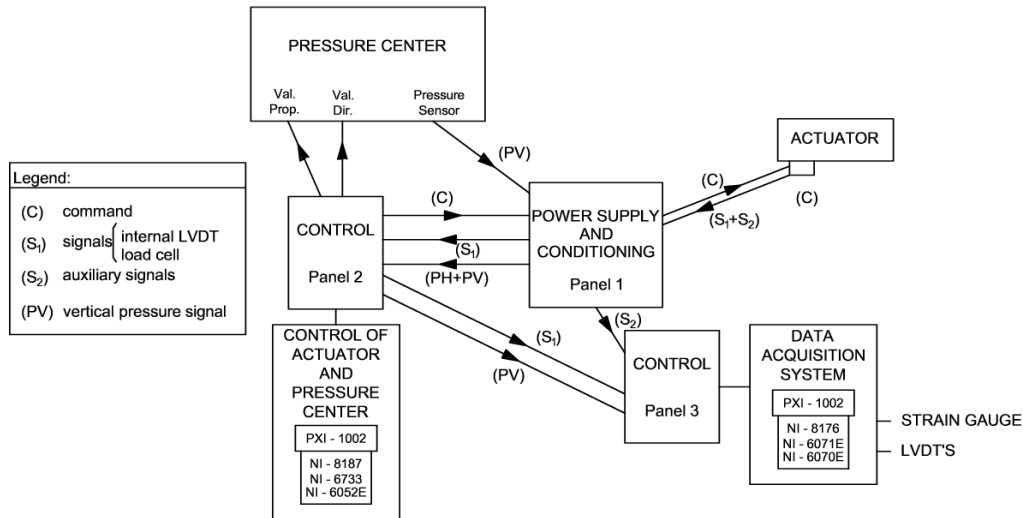 PRESSURE CENTER
Val.
Prop.
Val.
Dir.
Pressure
Sensor
(PV)
ACTUATOR
(C)
(C)
(S1+S2)
Legend:
(C) command
(S1) signals internal LVDT
load cell
(S2) auxiliary signals
(PV) vertical pressure signal
CONTROL
Panel 2
(C)
(S1)
(PH+PV)
POWER SUPPLY
AND
CONDITIONING
Panel 1
(S2)
(S1)
(PV)
CONTROL
Panel 3
CONTROL OF
ACTUATOR
AND
PRESSURE
CENTER
PXI - 1002
NI - 8187
NI - 6733
NI - 6052E
DATA
ACQUISITION
SYSTEM
PXI - 1002
NI - 8176
NI - 6071E
NI - 6070E
STRAIN GAUGE
LVDT'S